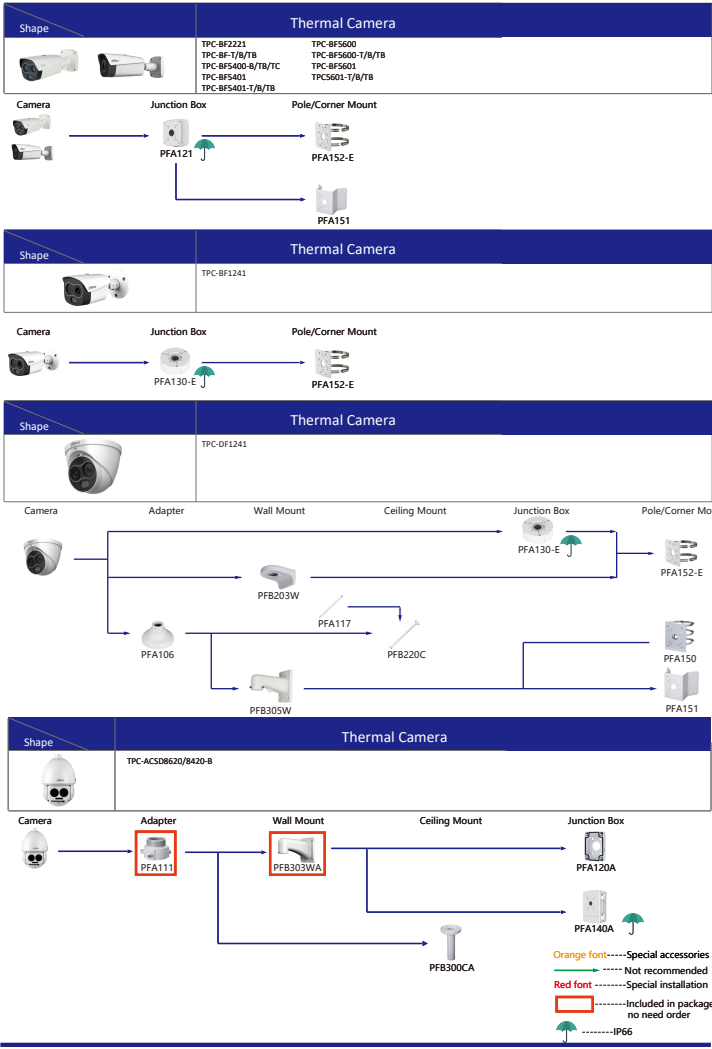 Shape
Thermal Camera
TPC-BF2221 TPC-BF5600
TPC-BF-T/B/TB TPC-BF5600-T/B/TB
TPC-BF5400-B/TB/TC TPC-BF5601
TPC-BF5401 TPC5601-T/B/TB
TPC-BF5401-T/B/TB
Camera Junction Box Pole/Corner Mount
PFA121 PFA152-E
PFA151
Shape
Thermal Camera
TPC-BF1241
Camera Junction Box Pole/Corner Mount
PFA130-E PFA152-E
Shape
Thermal Camera
TPC-DF1241
Camera Adapter Wall Mount Ceiling Mount Junction Box Pole/Corner Mo
PFA130-E
PFA152-E
PFB203W
PFA117
PFA106 PFB220C PFA150
PFB305W PFA151
Shape
Thermal Camera
TPC-ACSD8620/8420-B
Camera Adapter Wall Mount Ceiling Mount Junction Box
PFA111 PFB303WA PFA120A
PFA140A
PFB300CA
Orange font-----Special accessories
----- Not recommended
Red font --------Special installation
--------Included in package
no need order
--------IP66